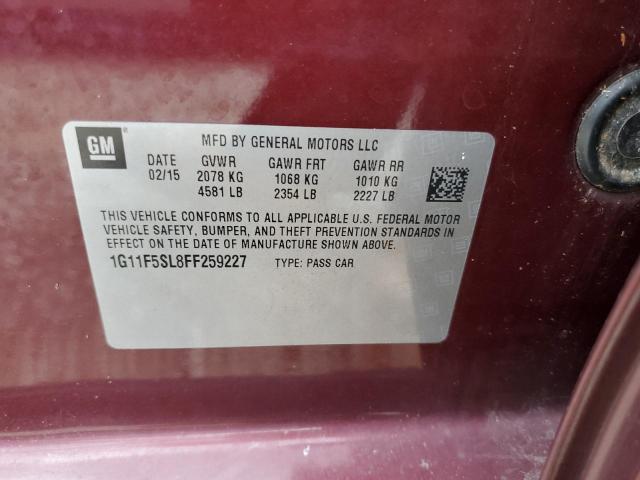 GM
MFD BY GENERAL MOTORS LLC
DATE GVWR GAWR FRT GAWR RR
02/15 2078 KG 1068 KG 1010 KG
4581 LB 2354 LB 2227 LB
THIS VEHICLE CONFORMS TO ALL APPLICABLE U.S. FEDERAL MOTOR
VEHICLE SAFETY, BUMPER, AND THEFT PREVENTION STANDARDS IN
EFFECT ON THE DATE OF MANUFACTURE SHOWN ABOVE.
1G11F5SL8FF259227 TYPE: PASS CAR